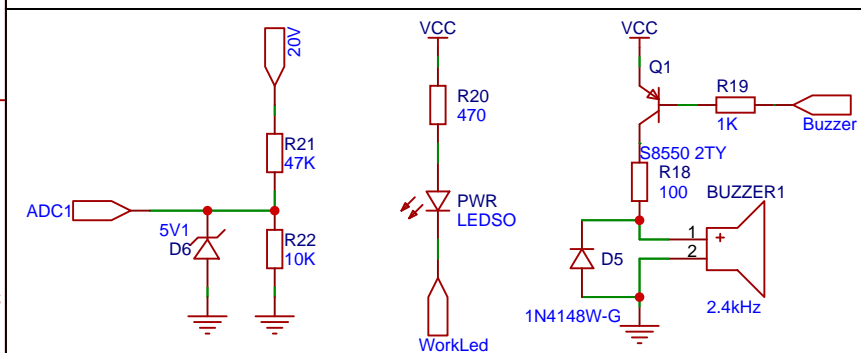 20V
R21
47K
ADC1
5V1
D6
R22
10K
VCC
R20
470
PWR
LEDSO
WorkLed
VCC
Q1
R19
1K
Buzzer
S8550 2TY
R18
100
BUZZER1
1
+
2
D5
2.4kHz
1N4148W-G